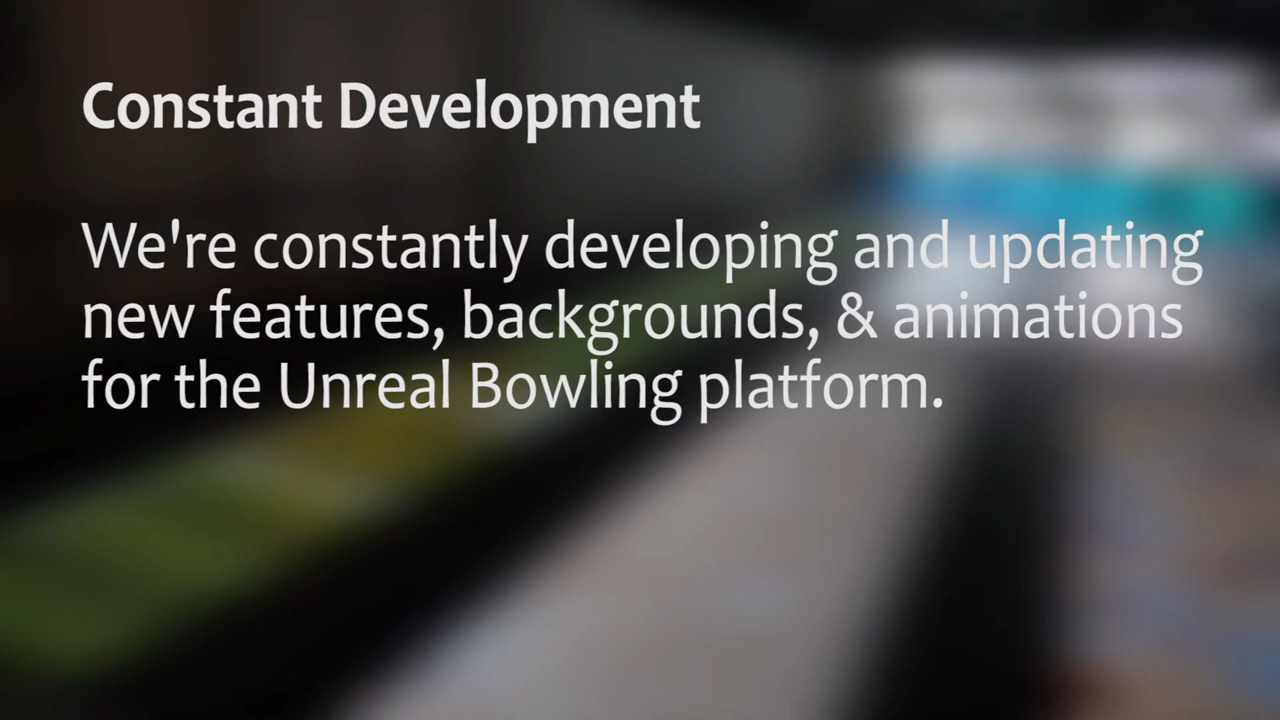 Constant Development
We're constantly developing and updating
new features, backgrounds, & animations
for the Unreal Bowling platform.